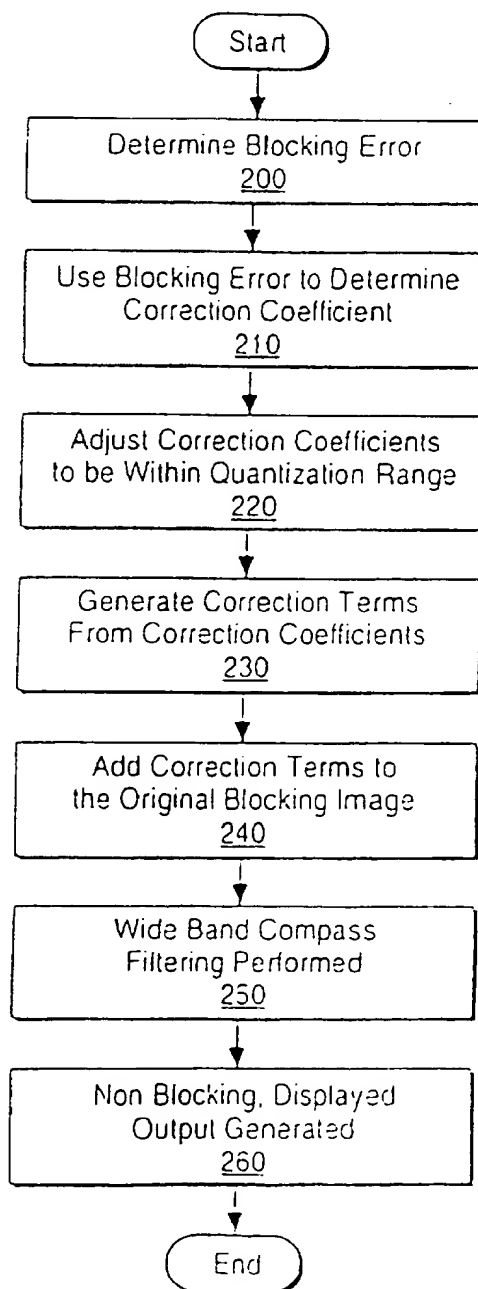 Start
Determine Blocking Error
200
Use Blocking Error to Determine
Correction Coefficient
210
Adjust Correction Coefficients
to be Within Quantization Range
220
Generate Correction Terms
From Correction Coefficients
230
Add Correction Terms to
the Original Blocking Image
240
Wide Band Compass
Filtering Performed
250
Non Blocking, Displayed
Output Generated
260
End